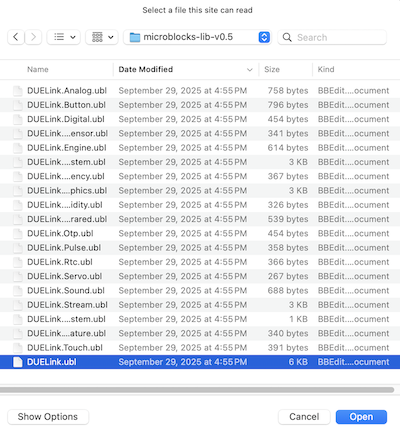 Select a file this site can read
microblocks-lib-v0.5
Search
Name Date Modified Size Kind
DUELink.Analog.ubl September 29, 2025 at 4:55 PM 758 bytes BBEdit....ocument
DUELink.Button.ubl September 29, 2025 at 4:55 PM 796 bytes BBEdit....ocument
DUELink.Digital.ubl September 29, 2025 at 4:55 PM 454 bytes BBEdit....ocument
DUELink....ensor.ubl September 29, 2025 at 4:55 PM 341 bytes BBEdit....ocument
DUELink.Engine.ubl September 29, 2025 at 4:55 PM 614 bytes BBEdit....ocument
DUELink....stem.ubl September 29, 2025 at 4:55 PM 3 KB BBEdit....ocument
DUELink....ency.ubl September 29, 2025 at 4:55 PM 367 bytes BBEdit....ocument
DUELink....phics.ubl September 29, 2025 at 4:55 PM 3 KB BBEdit....ocument
DUELink....idity.ubl September 29, 2025 at 4:55 PM 326 bytes BBEdit....ocument
DUELink....rared.ubl September 29, 2025 at 4:55 PM 539 bytes BBEdit....ocument
DUELink.Otp.ubl September 29, 2025 at 4:55 PM 454 bytes BBEdit....ocument
DUELink.Pulse.ubl September 29, 2025 at 4:55 PM 358 bytes BBEdit....ocument
DUELink.Rtc.ubl September 29, 2025 at 4:55 PM 366 bytes BBEdit....ocument
DUELink.Servo.ubl September 29, 2025 at 4:55 PM 267 bytes BBEdit....ocument
DUELink.Sound.ubl September 29, 2025 at 4:55 PM 688 bytes BBEdit....ocument
DUELink.Stream.ubl September 29, 2025 at 4:55 PM 3 KB BBEdit....ocument
DUELink....stem.ubl September 29, 2025 at 4:55 PM 1 KB BBEdit....ocument
DUELink....ature.ubl September 29, 2025 at 4:55 PM 340 bytes BBEdit....ocument
DUELink.Touch.ubl September 29, 2025 at 4:55 PM 391 bytes BBEdit....ocument
DUELink.ubl September 29, 2025 at 4:55 PM 6 KB BBEdit....ocument
Show Options Cancel Open